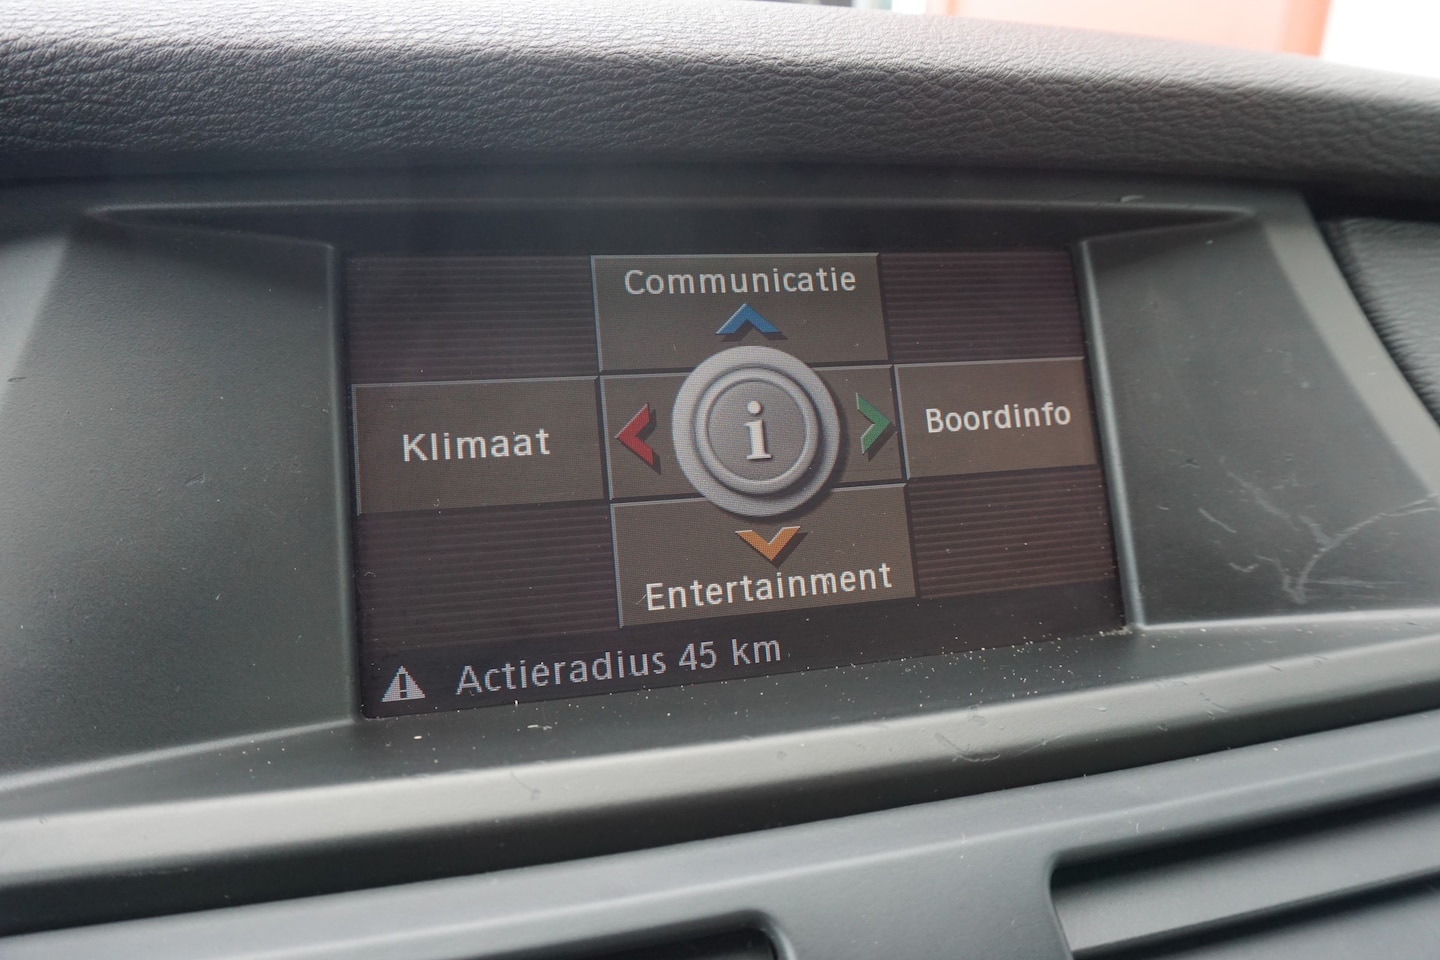 Communicatie
Klimaat
i
Boordinfo
Entertainment
Actieradius 45 km